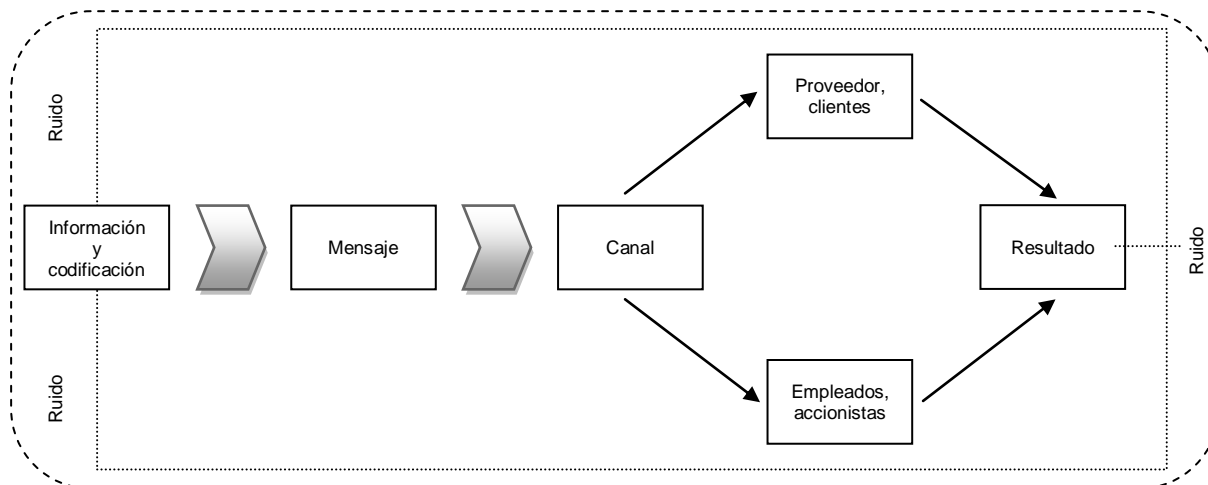 Proveedor,
clientes
Ruido
Información
y
codificación
Mensaje
Canal
Resultado
Ruido
Ruido
Empleados,
accionistas